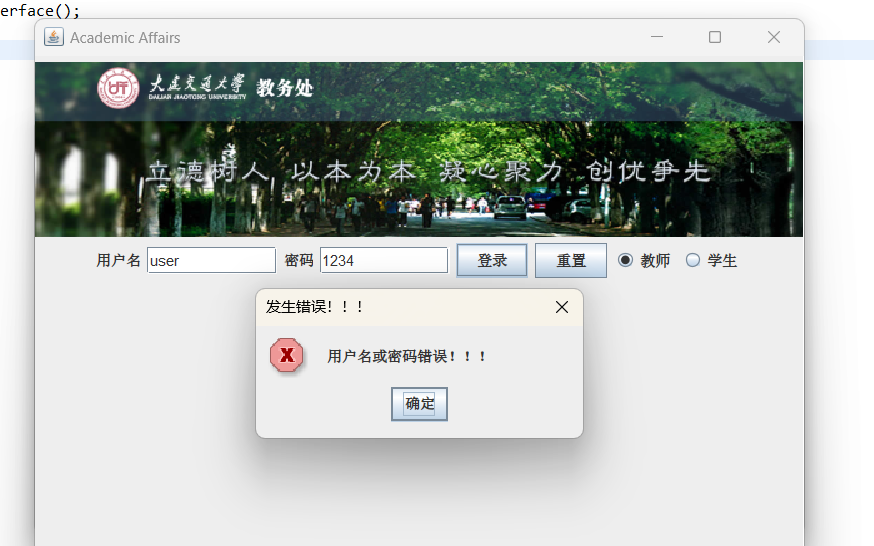 erface();
Academic Affairs
大连交通大学 教务处
DALIAN JIAOTONG UNIVERSITY
立德树人 以本为本 凝心聚力 创优争先
用户名 user 密码 1234 登录 重置 教师 学生
发生错误！！！
用户名或密码错误！！！
确定